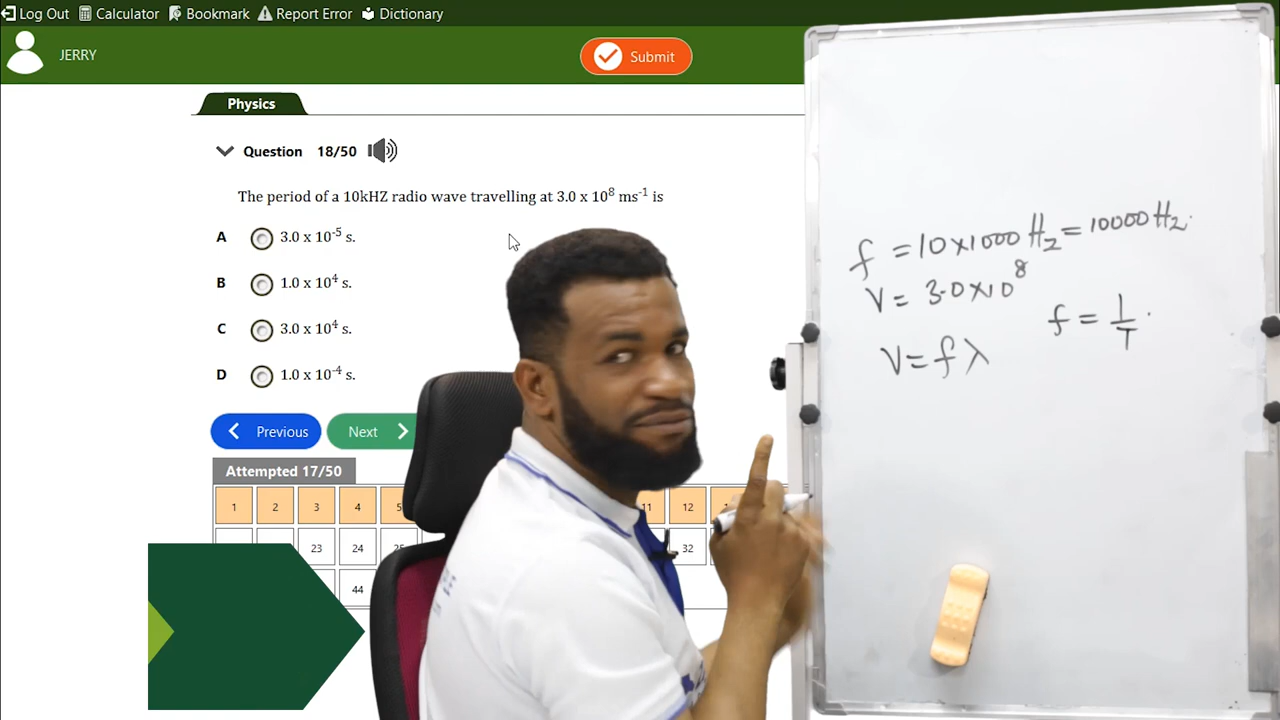 Log Out Calculator Bookmark Report Error Dictionary
JERRY
Submit
Physics
Question 18/50
The period of a 10kHZ radio wave travelling at 3.0 x 10⁸ ms⁻¹ is
A 3.0 x 10⁻⁵ s.
B 1.0 x 10⁴ s.
C 3.0 x 10⁴ s.
D 1.0 x 10⁻⁴ s.
Previous Next
Attempted 17/50
1 2 3 4 5 11 12
23 24 32
44
f = 10×1000 Hz = 10000 Hz.
V = 3.0×10⁸
f = 1/T.
V = fλ